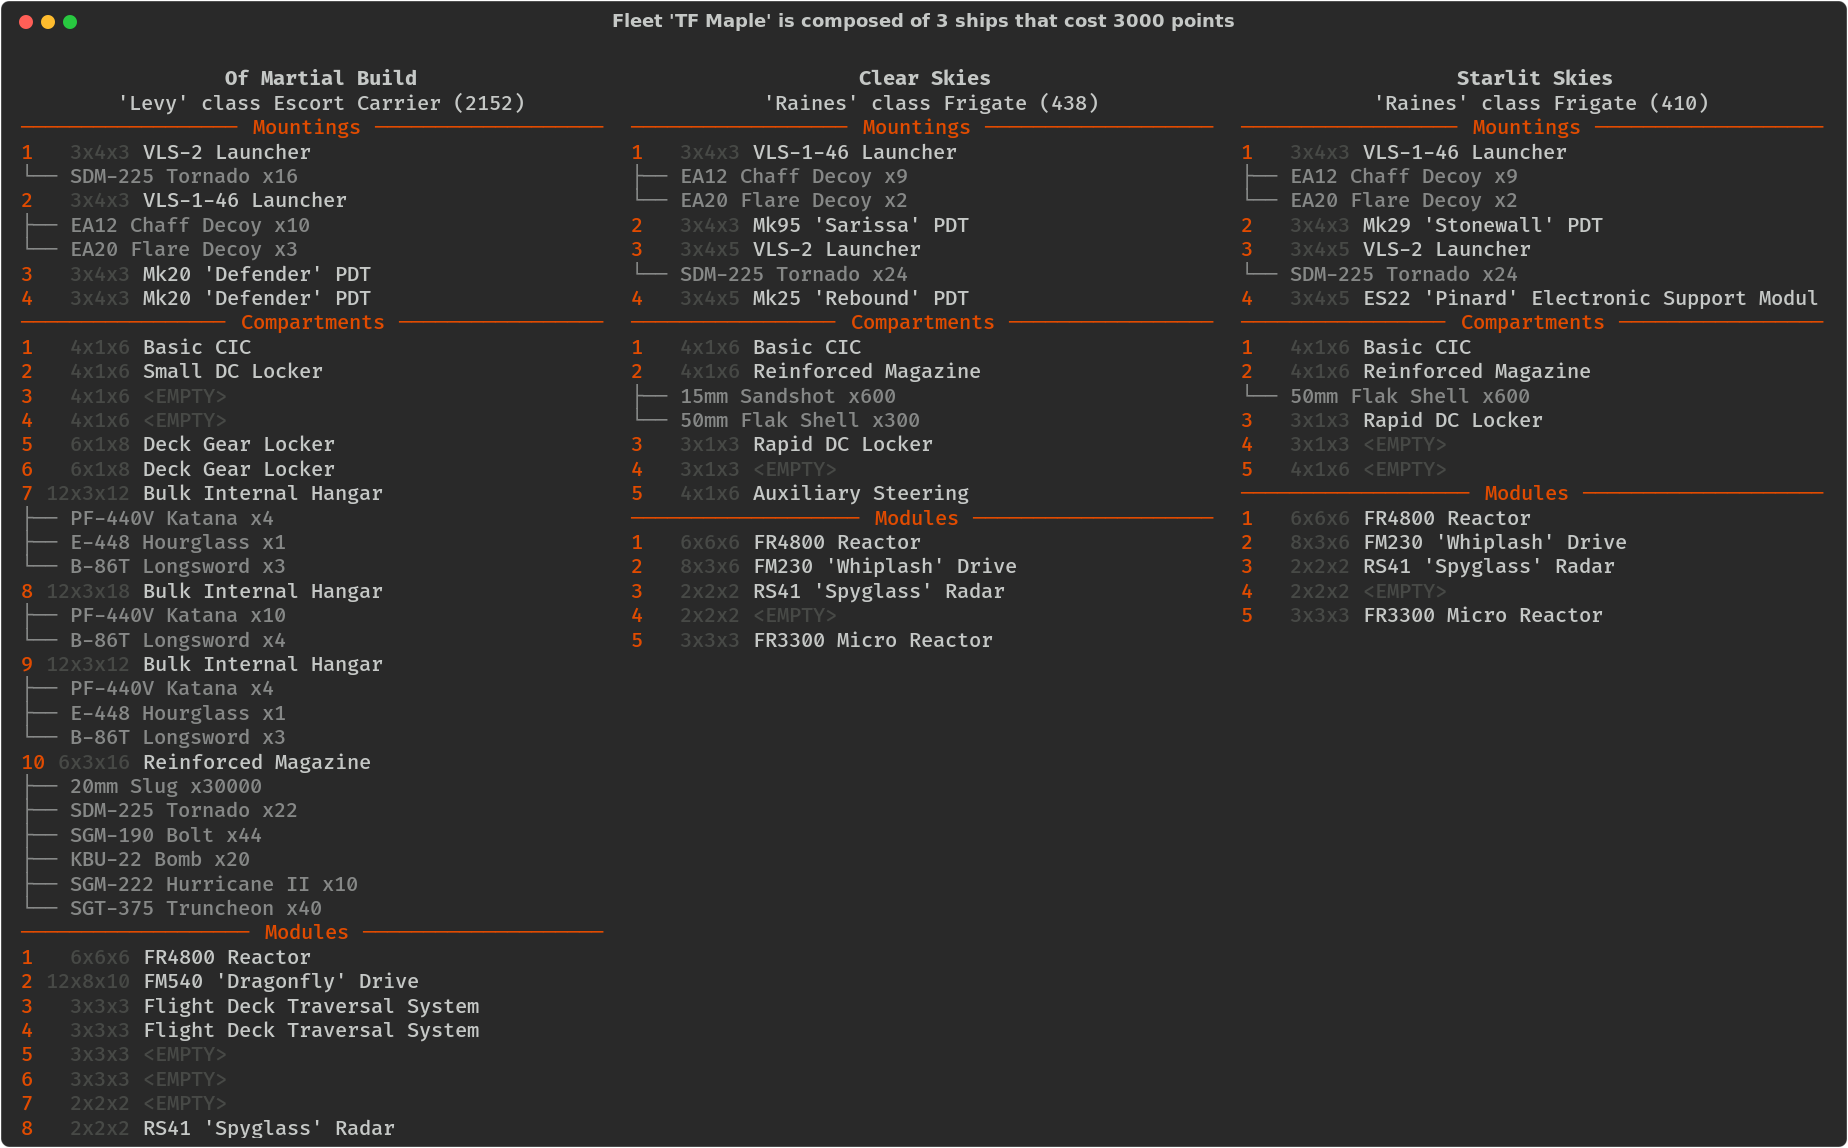 Fleet 'TF Maple' is composed of 3 ships that cost 3000 points
Of Martial Build
'Levy' class Escort Carrier (2152)
Mountings
1 3x4x3 VLS-2 Launcher
SDM-225 Tornado x16
2 3x4x3 VLS-1-46 Launcher
EA12 Chaff Decoy x10
EA20 Flare Decoy x3
3 3x4x3 Mk20 'Defender' PDT
4 3x4x3 Mk20 'Defender' PDT
Compartments
1 4x1x6 Basic CIC
2 4x1x6 Small DC Locker
3 4x1x6 <EMPTY>
4 4x1x6 <EMPTY>
5 6x1x8 Deck Gear Locker
6 6x1x8 Deck Gear Locker
7 12x3x12 Bulk Internal Hangar
PF-440V Katana x4
E-448 Hourglass x1
B-86T Longsword x3
8 12x3x18 Bulk Internal Hangar
PF-440V Katana x10
B-86T Longsword x4
9 12x3x12 Bulk Internal Hangar
PF-440V Katana x4
E-448 Hourglass x1
B-86T Longsword x3
10 6x3x16 Reinforced Magazine
20mm Slug x30000
SDM-225 Tornado x22
SGM-190 Bolt x44
KBU-22 Bomb x20
SGM-222 Hurricane II x10
SGT-375 Truncheon x40
Modules
1 6x6x6 FR4800 Reactor
2 12x8x10 FM540 'Dragonfly' Drive
3 3x3x3 Flight Deck Traversal System
4 3x3x3 Flight Deck Traversal System
5 3x3x3 <EMPTY>
6 3x3x3 <EMPTY>
7 2x2x2 <EMPTY>
8 2x2x2 RS41 'Spyglass' Radar
Clear Skies
'Raines' class Frigate (438)
Mountings
1 3x4x3 VLS-1-46 Launcher
EA12 Chaff Decoy x9
EA20 Flare Decoy x2
2 3x4x3 Mk95 'Sarissa' PDT
3 3x4x5 VLS-2 Launcher
SDM-225 Tornado x24
4 3x4x5 Mk25 'Rebound' PDT
Compartments
1 4x1x6 Basic CIC
2 4x1x6 Reinforced Magazine
15mm Sandshot x600
50mm Flak Shell x300
3 3x1x3 Rapid DC Locker
4 3x1x3 <EMPTY>
5 4x1x6 Auxiliary Steering
Modules
1 6x6x6 FR4800 Reactor
2 8x3x6 FM230 'Whiplash' Drive
3 2x2x2 RS41 'Spyglass' Radar
4 2x2x2 <EMPTY>
5 3x3x3 FR3300 Micro Reactor
Starlit Skies
'Raines' class Frigate (410)
Mountings
1 3x4x3 VLS-1-46 Launcher
EA12 Chaff Decoy x9
EA20 Flare Decoy x2
2 3x4x3 Mk29 'Stonewall' PDT
3 3x4x5 VLS-2 Launcher
SDM-225 Tornado x24
4 3x4x5 ES22 'Pinard' Electronic Support Modul
Compartments
1 4x1x6 Basic CIC
2 4x1x6 Reinforced Magazine
50mm Flak Shell x600
3 3x1x3 Rapid DC Locker
4 3x1x3 <EMPTY>
5 4x1x6 <EMPTY>
Modules
1 6x6x6 FR4800 Reactor
2 8x3x6 FM230 'Whiplash' Drive
3 2x2x2 RS41 'Spyglass' Radar
4 2x2x2 <EMPTY>
5 3x3x3 FR3300 Micro Reactor